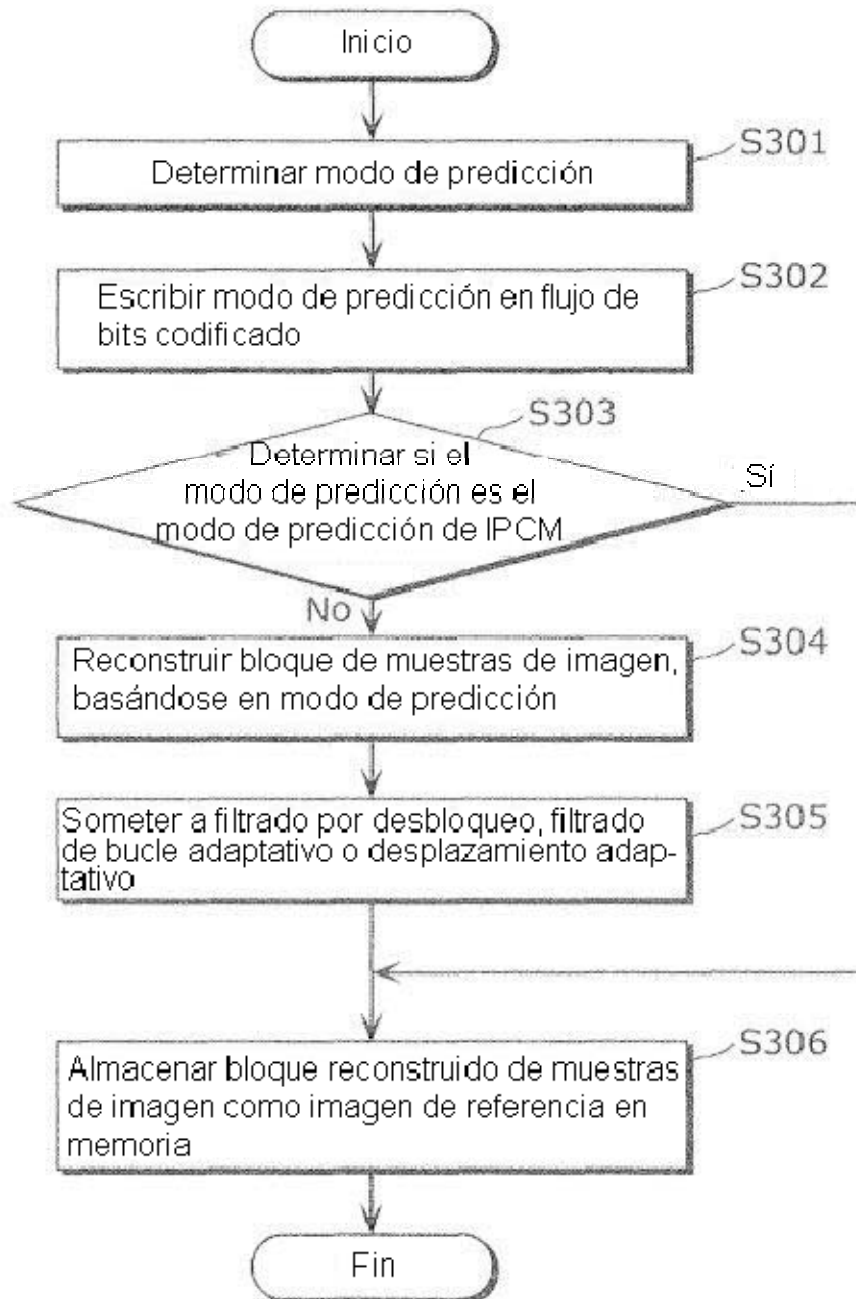 Inicio
S301
Determinar modo de predicción
S302
Escribir modo de predicción en flujo de
bits codificado
S303
Determinar si el
modo de predicción es el
modo de predicción de IPCM
Sí
No
S304
Reconstruir bloque de muestras de imagen,
basándose en modo de predicción
S305
Someter a filtrado por desbloqueo, filtrado
de bucle adaptativo o desplazamiento adap-
tativo
S306
Almacenar bloque reconstruido de muestras
de imagen como imagen de referencia en
memoria
Fin